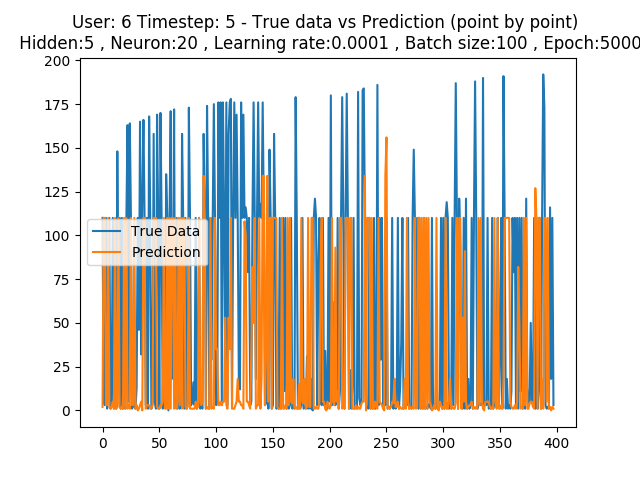 User: 6 Timestep: 5 - True data vs Prediction (point by point)
Hidden:5 , Neuron:20 , Learning rate:0.0001 , Batch size:100 , Epoch:5000
200
175
150
125
100
75
50
25
0
True Data
Prediction
0 50 100 150 200 250 300 350 400